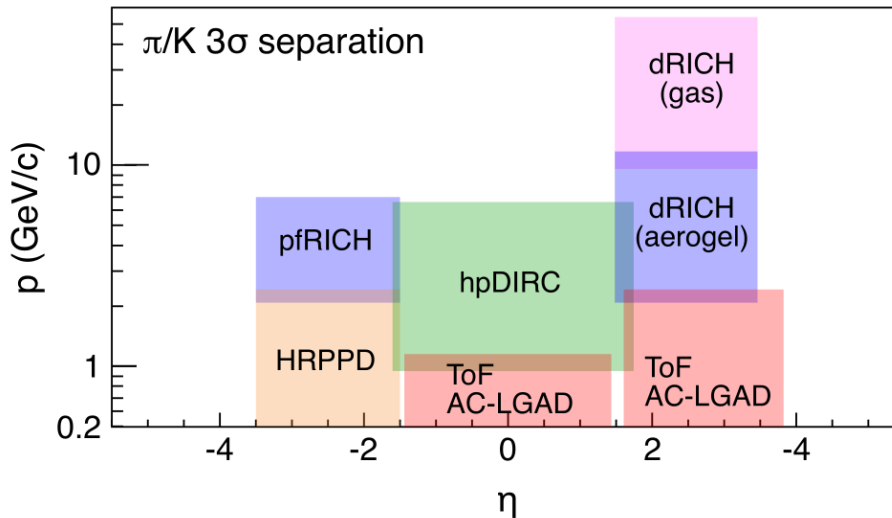 π/K 3σ separation
dRICH
(gas)
10
dRICH
(aerogel)
pfRICH
hpDIRC
p (GeV/c)
HRPPD
1
ToF
AC-LGAD
ToF
AC-LGAD
0.2
-4 -2 0 2 -4
η